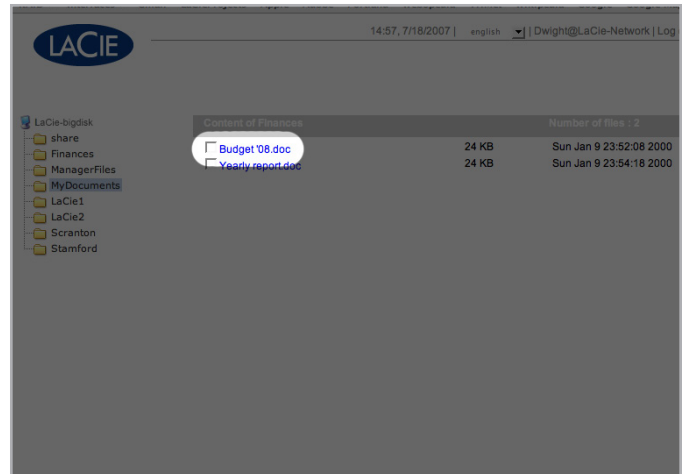 14:57, 7/18/2007 | english | Dwight@LaCie-Network | Log
LACIE
LaCie-bigdisk
Content of Finances Number of files : 2
share
Budget '08.doc 24 KB Sun Jan 9 23:52:08 2000
Finances
Yearly report.doc 24 KB Sun Jan 9 23:54:18 2000
ManagerFiles
MyDocuments
LaCie1
LaCie2
Scranton
Stamford